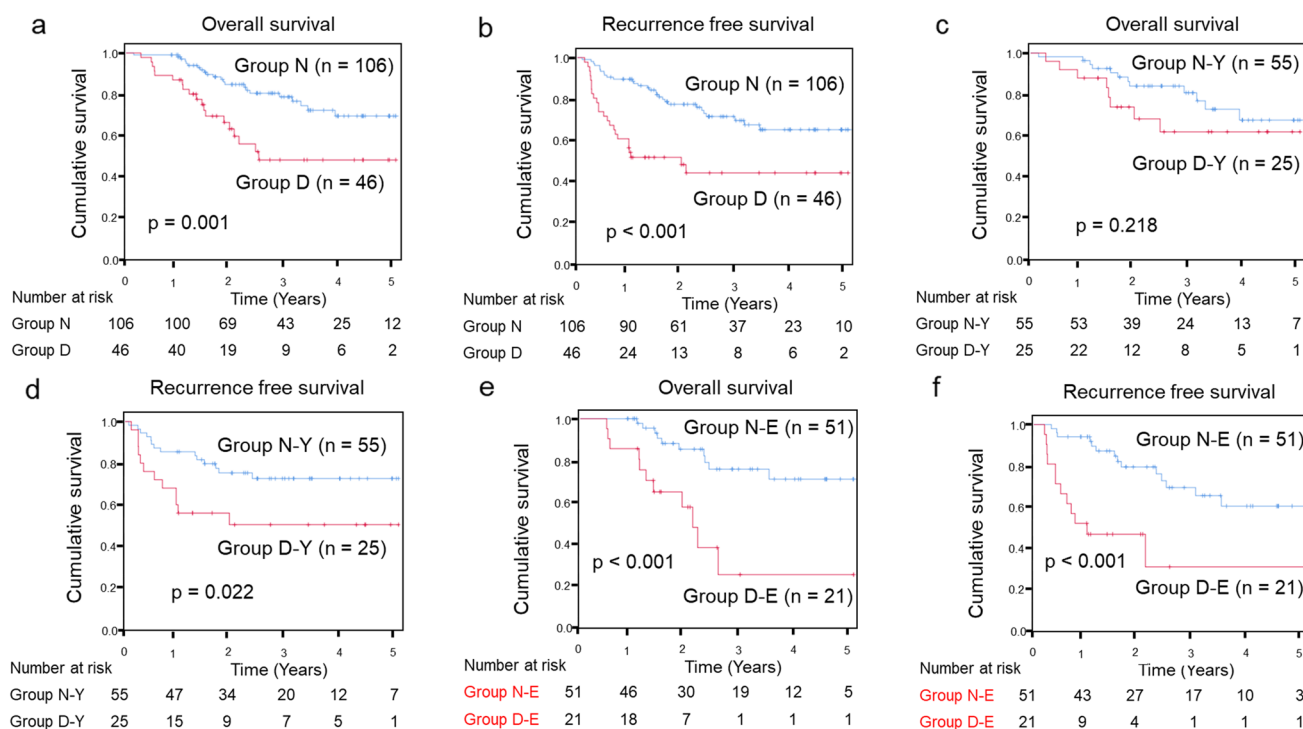 a
Overall survival
Cumulative survival
1.0
0.8
0.6
0.4
0.2
0.0
Group N (n = 106)
Group D (n = 46)
p = 0.001
0 1 2 3 4 5
Time (Years)
Number at risk
Group N 106 100 69 43 25 12
Group D 46 40 19 9 6 2
b
Recurrence free survival
Cumulative survival
1.0
0.8
0.6
0.4
0.2
0.0
Group N (n = 106)
Group D (n = 46)
p < 0.001
0 1 2 3 4 5
Time (Years)
Number at risk
Group N 106 90 61 37 23 10
Group D 46 24 13 8 6 2
c
Overall survival
Cumulative survival
1.0
0.8
0.6
0.4
0.2
0.0
Group N-Y (n = 55)
Group D-Y (n = 25)
p = 0.218
0 1 2 3 4 5
Time (Years)
Number at risk
Group N-Y 55 53 39 24 13 7
Group D-Y 25 22 12 8 5 1
d
Recurrence free survival
Cumulative survival
1.0
0.8
0.6
0.4
0.2
0.0
Group N-Y (n = 55)
Group D-Y (n = 25)
p = 0.022
0 1 2 3 4 5
Time (Years)
Number at risk
Group N-Y 55 47 34 20 12 7
Group D-Y 25 15 9 7 5 1
e
Overall survival
Cumulative survival
1.0
0.8
0.6
0.4
0.2
0.0
Group N-E (n = 51)
p < 0.001
Group D-E (n = 21)
0 1 2 3 4 5
Time (Years)
Number at risk
Group N-E 51 46 30 19 12 5
Group D-E 21 18 7 1 1 1
f
Recurrence free survival
Cumulative survival
1.0
0.8
0.6
0.4
0.2
0.0
Group N-E (n = 51)
p < 0.001
Group D-E (n = 21)
0 1 2 3 4 5
Time (Years)
Number at risk
Group N-E 51 43 27 17 10 3
Group D-E 21 9 4 1 1 1